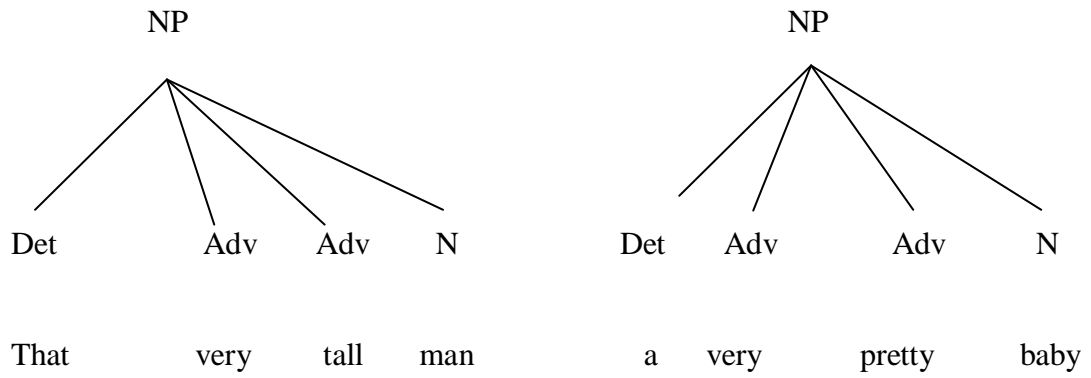 NP NP
Det Adv Adv N Det Adv Adv N
That very tall man a very pretty baby